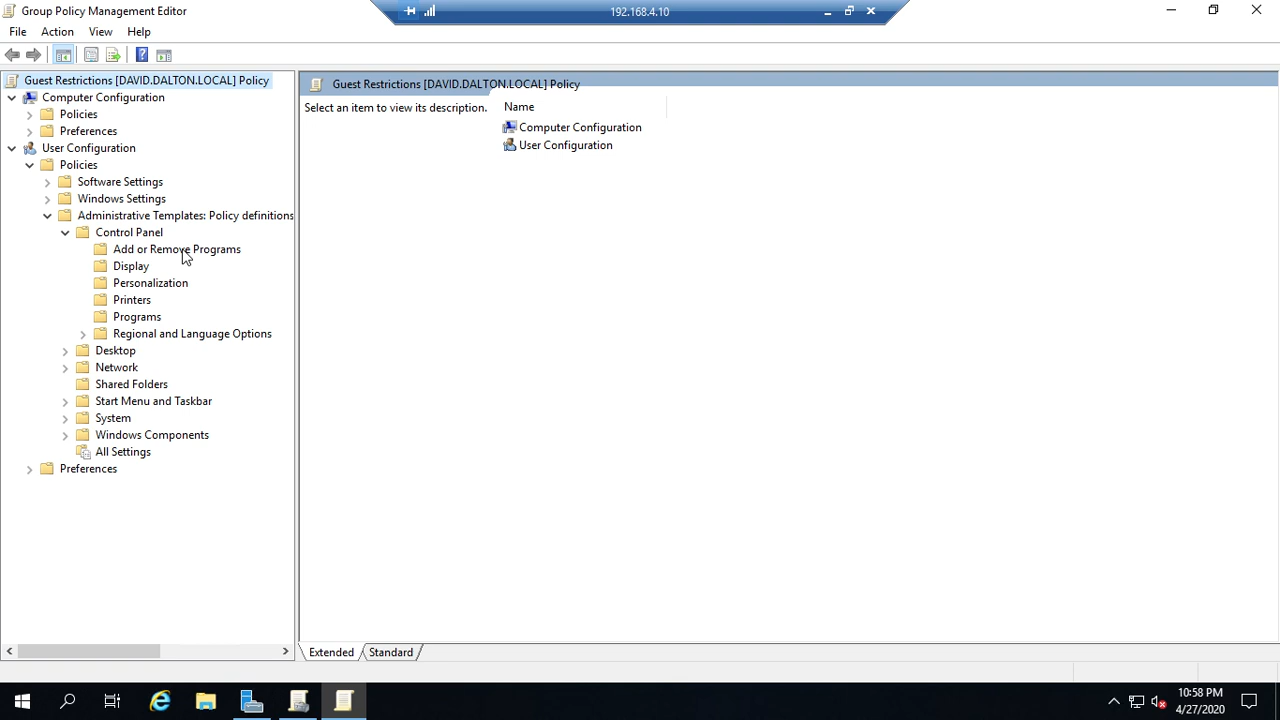 Group Policy Management Editor
192.168.4.10
File Action View Help
Guest Restrictions [DAVID.DALTON.LOCAL] Policy
Computer Configuration
Policies
Preferences
User Configuration
Policies
Software Settings
Windows Settings
Administrative Templates: Policy definitions
Control Panel
Add or Remove Programs
Display
Personalization
Printers
Programs
Regional and Language Options
Desktop
Network
Shared Folders
Start Menu and Taskbar
System
Windows Components
All Settings
Preferences
Guest Restrictions [DAVID.DALTON.LOCAL] Policy
Select an item to view its description.
Name
Computer Configuration
User Configuration
Extended Standard
10:58 PM
4/27/2020